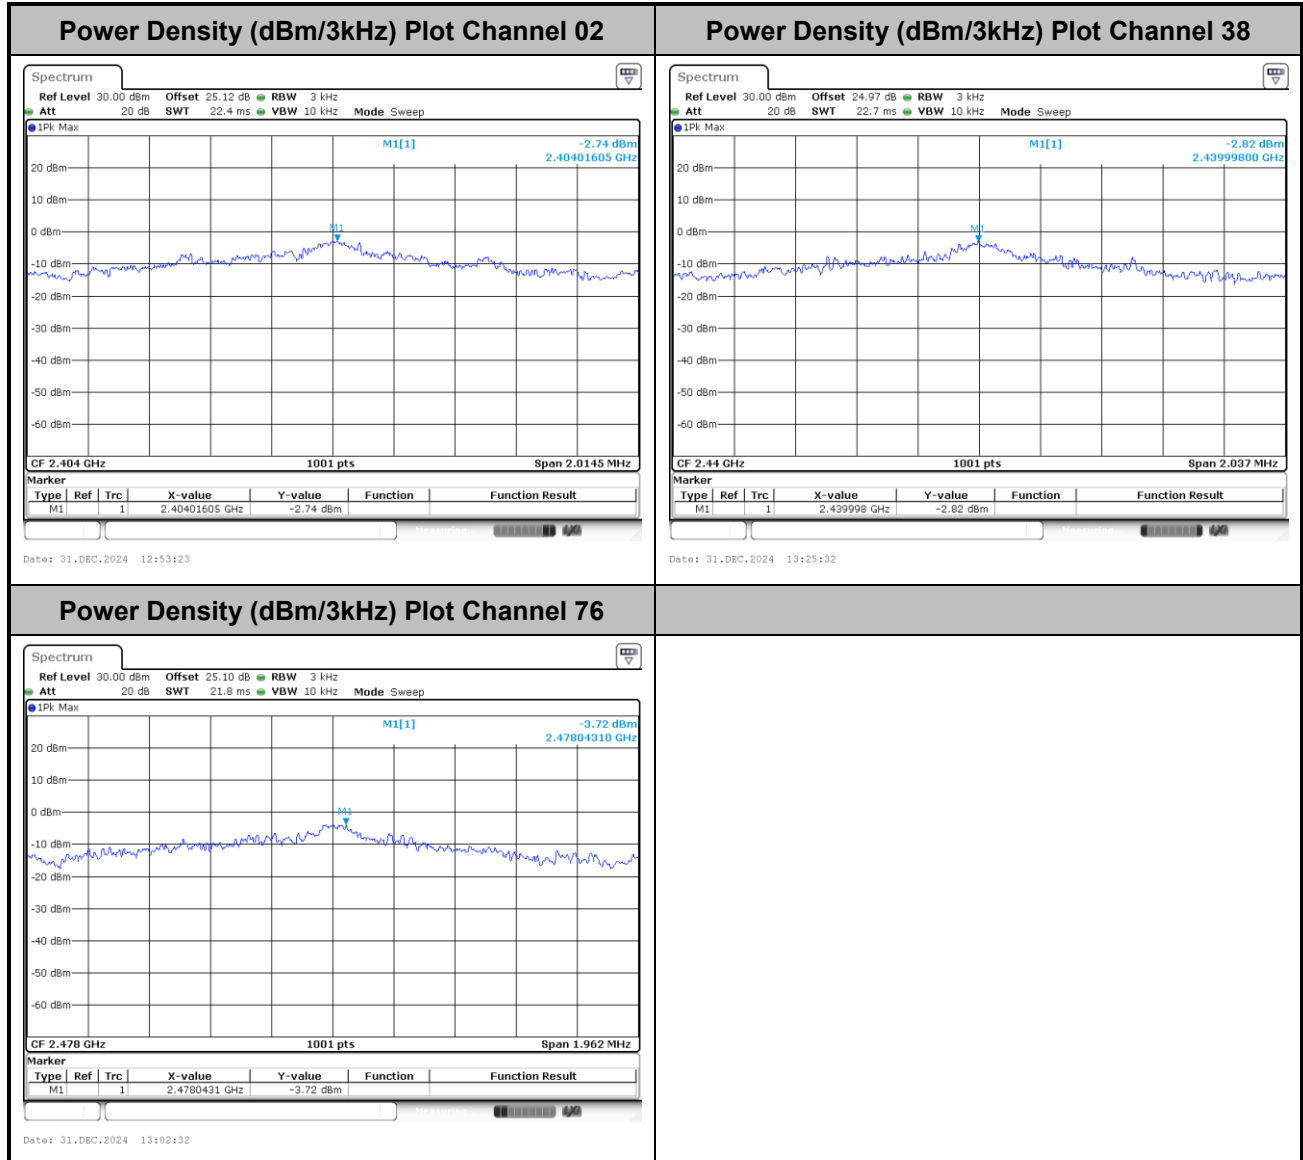 Power Density (dBm/3kHz) Plot Channel 02
Spectrum
Ref Level 30.00 dBm Offset 25.12 dB RBW 3 kHz
Att 20 dB SWT 22.4 ms VBW 10 kHz Mode Sweep
1Pk Max
M1[1] -2.74 dBm
2.40401605 GHz
20 dBm
10 dBm
0 dBm
M1
-10 dBm
-20 dBm
-30 dBm
-40 dBm
-50 dBm
-60 dBm
CF 2.404 GHz 1001 pts Span 2.0145 MHz
Marker
Type Ref Trc X-value Y-value Function Function Result
M1 1 2.40401605 GHz -2.74 dBm
Measuring
Date: 31.DEC.2024 12:53:23
Power Density (dBm/3kHz) Plot Channel 38
Spectrum
Ref Level 30.00 dBm Offset 24.97 dB RBW 3 kHz
Att 20 dB SWT 22.7 ms VBW 10 kHz Mode Sweep
1Pk Max
M1[1] -2.82 dBm
2.43999800 GHz
20 dBm
10 dBm
0 dBm
M1
-10 dBm
-20 dBm
-30 dBm
-40 dBm
-50 dBm
-60 dBm
CF 2.44 GHz 1001 pts Span 2.037 MHz
Marker
Type Ref Trc X-value Y-value Function Function Result
M1 1 2.439998 GHz -2.82 dBm
Measuring
Date: 31.DEC.2024 13:25:32
Power Density (dBm/3kHz) Plot Channel 76
Spectrum
Ref Level 30.00 dBm Offset 25.10 dB RBW 3 kHz
Att 20 dB SWT 21.8 ms VBW 10 kHz Mode Sweep
1Pk Max
M1[1] -3.72 dBm
2.47804310 GHz
20 dBm
10 dBm
0 dBm
M1
-10 dBm
-20 dBm
-30 dBm
-40 dBm
-50 dBm
-60 dBm
CF 2.478 GHz 1001 pts Span 1.962 MHz
Marker
Type Ref Trc X-value Y-value Function Function Result
M1 1 2.4780431 GHz -3.72 dBm
Measuring
Date: 31.DEC.2024 13:02:32